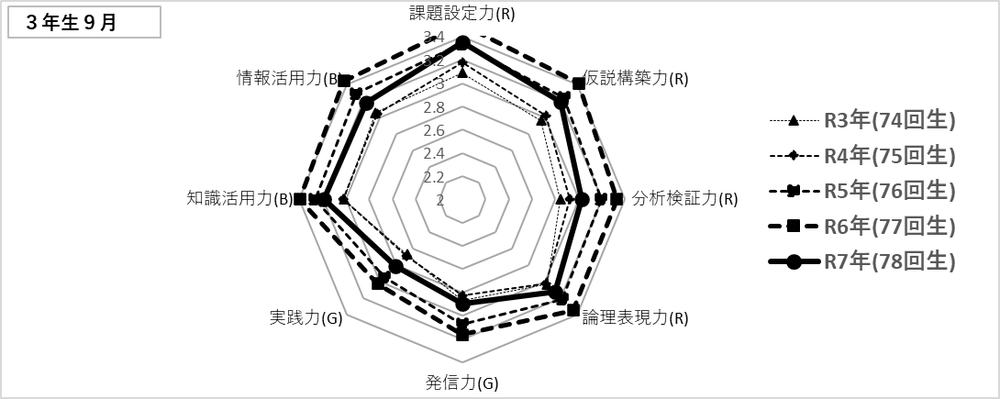 ３年生９月
課題設定力(R)
3.4
3.2
3
2.8
2.6
2.4
2.2
2
仮説構築力(R)
分析検証力(R)
論理表現力(R)
発信力(G)
実践力(G)
知識活用力(B)
情報活用力(B)
R3年(74回生)
R4年(75回生)
R5年(76回生)
R6年(77回生)
R7年(78回生)